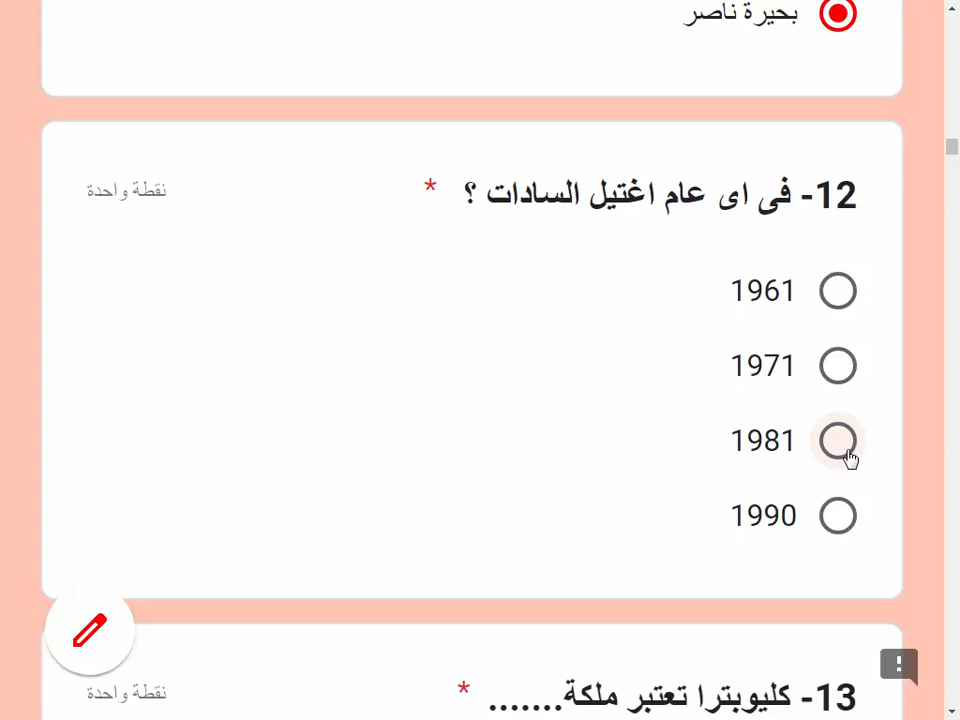 بحيرة ناصر
12- فى اى عام اغتيل السادات ؟ *
نقطة واحدة
1961
1971
1981
1990
13- كليوبترا تعتبر ملكة....... *
نقطة واحدة